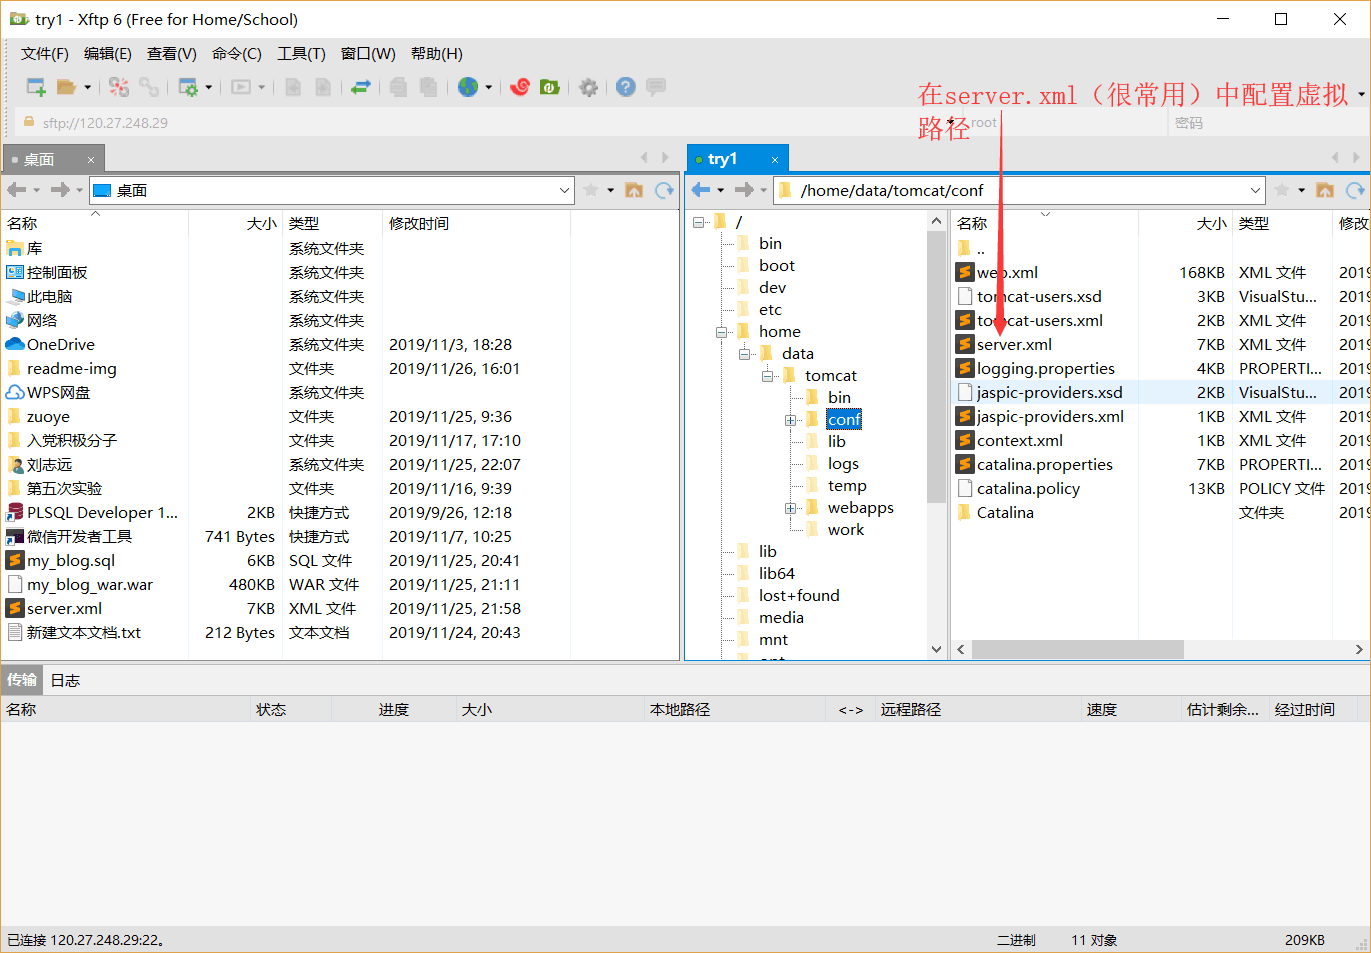 try1 - Xftp 6 (Free for Home/School)
文件(F) 编辑(E) 查看(V) 命令(C) 工具(T) 窗口(W) 帮助(H)
在server.xml（很常用）中配置虚拟
路径
sftp://120.27.248.29 root 密码
桌面 try1
桌面 /home/data/tomcat/conf
名称 大小 类型 修改时间
库 系统文件夹
控制面板 系统文件夹
此电脑 系统文件夹
网络 系统文件夹
OneDrive 系统文件夹 2019/11/3, 18:28
readme-img 文件夹 2019/11/26, 16:01
WPS网盘 系统文件夹
zuoye 文件夹 2019/11/25, 9:36
入党积极分子 文件夹 2019/11/17, 17:10
刘志远 系统文件夹 2019/11/25, 22:07
第五次实验 文件夹 2019/11/16, 9:39
PLSQL Developer 1... 2KB 快捷方式 2019/9/26, 12:18
微信开发者工具 741 Bytes 快捷方式 2019/11/7, 10:25
my_blog.sql 6KB SQL 文件 2019/11/25, 20:41
my_blog_war.war 480KB WAR 文件 2019/11/25, 21:11
server.xml 7KB XML 文件 2019/11/25, 21:58
新建文本文档.txt 212 Bytes 文本文档 2019/11/24, 20:43
/
bin
boot
dev
etc
home
data
tomcat
bin
conf
lib
logs
temp
webapps
work
lib
lib64
lost+found
media
mnt
名称 大小 类型 修改
..
web.xml 168KB XML 文件 2019
tomcat-users.xsd 3KB VisualStu... 2019
tomcat-users.xml 2KB XML 文件 2019
server.xml 7KB XML 文件 2019
logging.properties 4KB PROPERTI... 2019
jaspic-providers.xsd 2KB VisualStu... 2019
jaspic-providers.xml 1KB XML 文件 2019
context.xml 1KB XML 文件 2019
catalina.properties 7KB PROPERTI... 2019
catalina.policy 13KB POLICY 文件 2019
Catalina 文件夹 2019
传输 日志
名称 状态 进度 大小 本地路径 <-> 远程路径 速度 估计剩余... 经过时间
已连接 120.27.248.29:22。 二进制 11 对象 209KB